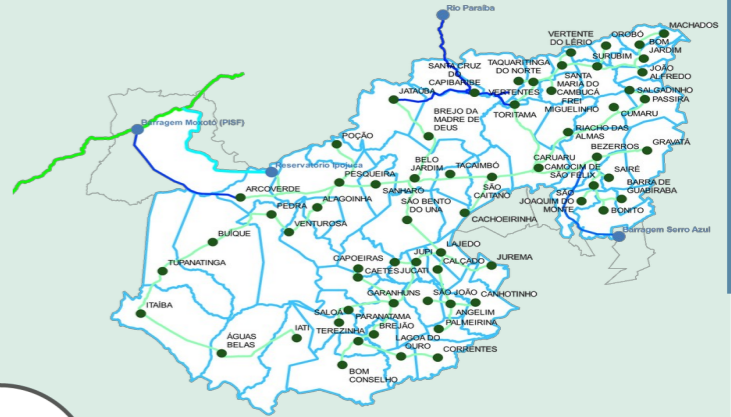 Rio Paraíba
MACHADOS
VERTENTE
DO LÉRIO
OROBÓ
BOM
JARDIM
SURUBIM
TAQUARITINGA
DO NORTE
SANTA CRUZ
DO
CAPIBARIBE
JOÃO
ALFREDO
SANTA
MARIA DO
CAMBUCÁ
VERTENTES
FREI
MIGUELINHO
SALGADINHO
PASSIRA
JATAÚBA
TORITAMA
CUMARU
BREJO DA
MADRE DE
DEUS
Barragem Moxotó (PISF)
POÇÃO
RIACHO DAS
ALMAS
BEZERROS
GRAVATÁ
CARUARU
CAMOCIM DE
SÃO FÉLIX
BELO
JARDIM
TACAIMBÓ
Reservatório Ipojuca
PESQUEIRA
SAIRÉ
SANHARÓ
SÃO
CAITANO
BARRA DE
GUABIRABA
ARCOVERDE
ALAGOINHA
SÃO BENTO
DO UNA
SÃO
JOAQUIM DO
MONTE
BONITO
PEDRA
CACHOEIRINHA
VENTUROSA
Barragem Serro Azul
BUÍQUE
LAJEDO
JUPI
CAPOEIRAS
CALÇADO
JUREMA
TUPANATINGA
CAETÉS
JUCATI
GARANHUNS
SÃO JOÃO
CANHOTINHO
ITAÍBA
SALOÁ
PARANATAMA
ANGELIM
IATI
TEREZINHA
BREJÃO
PALMEIRINA
ÁGUAS
BELAS
LAGOA DO
OURO
CORRENTES
BOM
CONSELHO